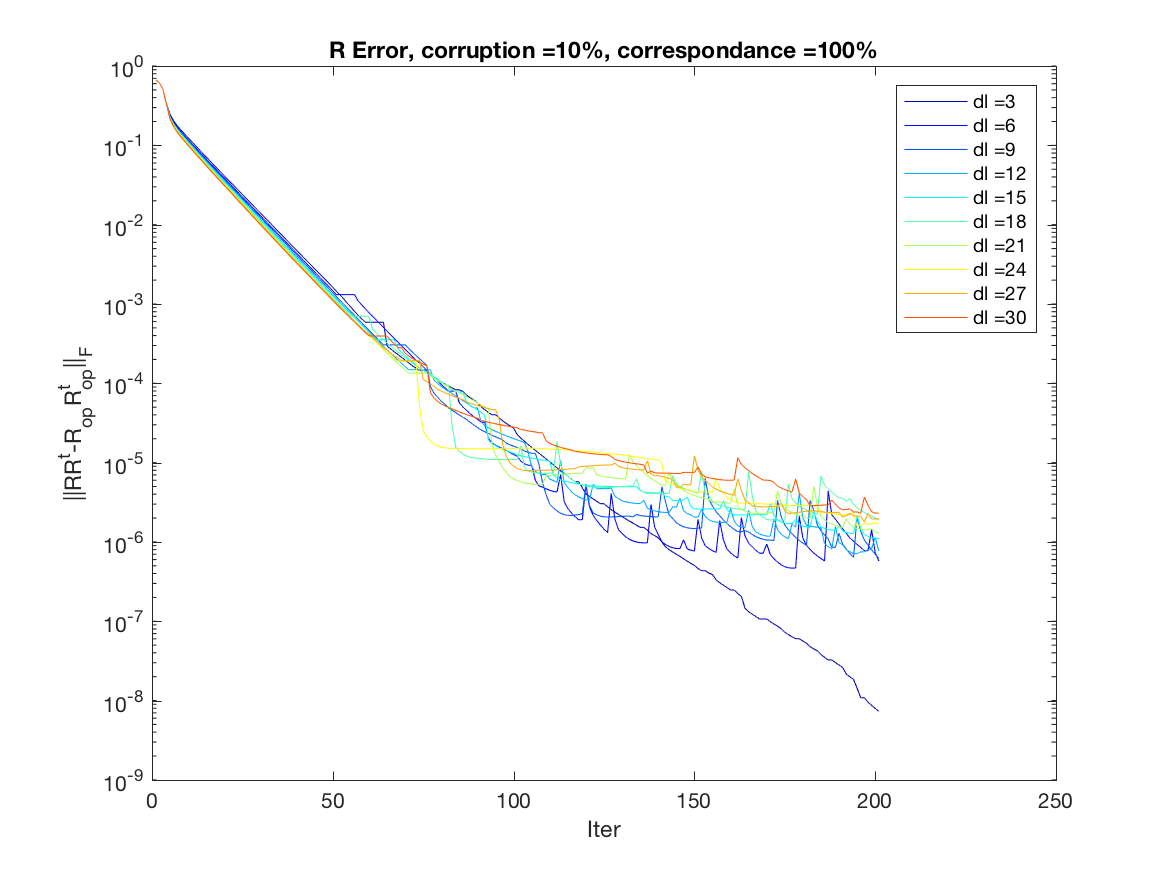 R Error, corruption =10%, correspondance =100%
10^0
10^-1
10^-2
10^-3
10^-4
10^-5
10^-6
10^-7
10^-8
10^-9
||RR^t-R_op R^t_op||_F
dl =3
dl =6
dl =9
dl =12
dl =15
dl =18
dl =21
dl =24
dl =27
dl =30
0 50 100 150 200 250
Iter